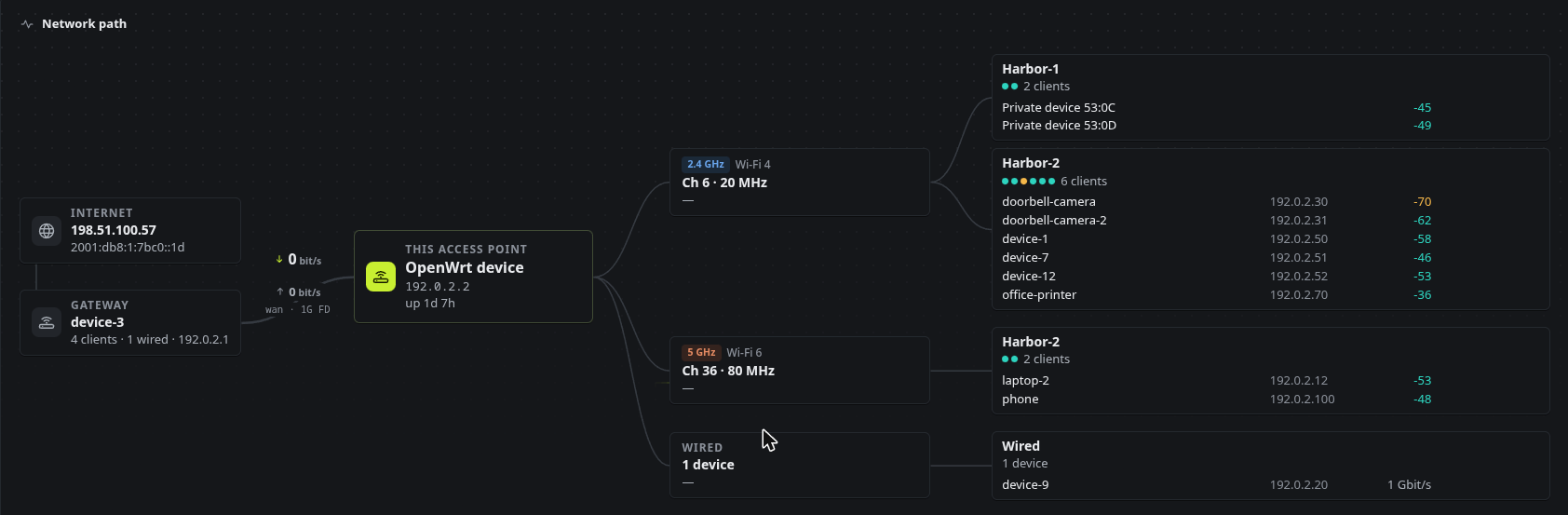 Network path
INTERNET
198.51.100.57
2001:db8:1:7bc0::1d
GATEWAY
device-3
4 clients · 1 wired · 192.0.2.1
↓ 0 bit/s
↑ 0 bit/s
wan · 1G FD
THIS ACCESS POINT
OpenWrt device
192.0.2.2
up 1d 7h
2.4 GHz Wi-Fi 4
Ch 6 · 20 MHz
—
5 GHz Wi-Fi 6
Ch 36 · 80 MHz
—
WIRED
1 device
—
Harbor-1
2 clients
Private device 53:0C -45
Private device 53:0D -49
Harbor-2
6 clients
doorbell-camera 192.0.2.30 -70
doorbell-camera-2 192.0.2.31 -62
device-1 192.0.2.50 -58
device-7 192.0.2.51 -46
device-12 192.0.2.52 -53
office-printer 192.0.2.70 -36
Harbor-2
2 clients
laptop-2 192.0.2.12 -53
phone 192.0.2.100 -48
Wired
1 device
device-9 192.0.2.20 1 Gbit/s